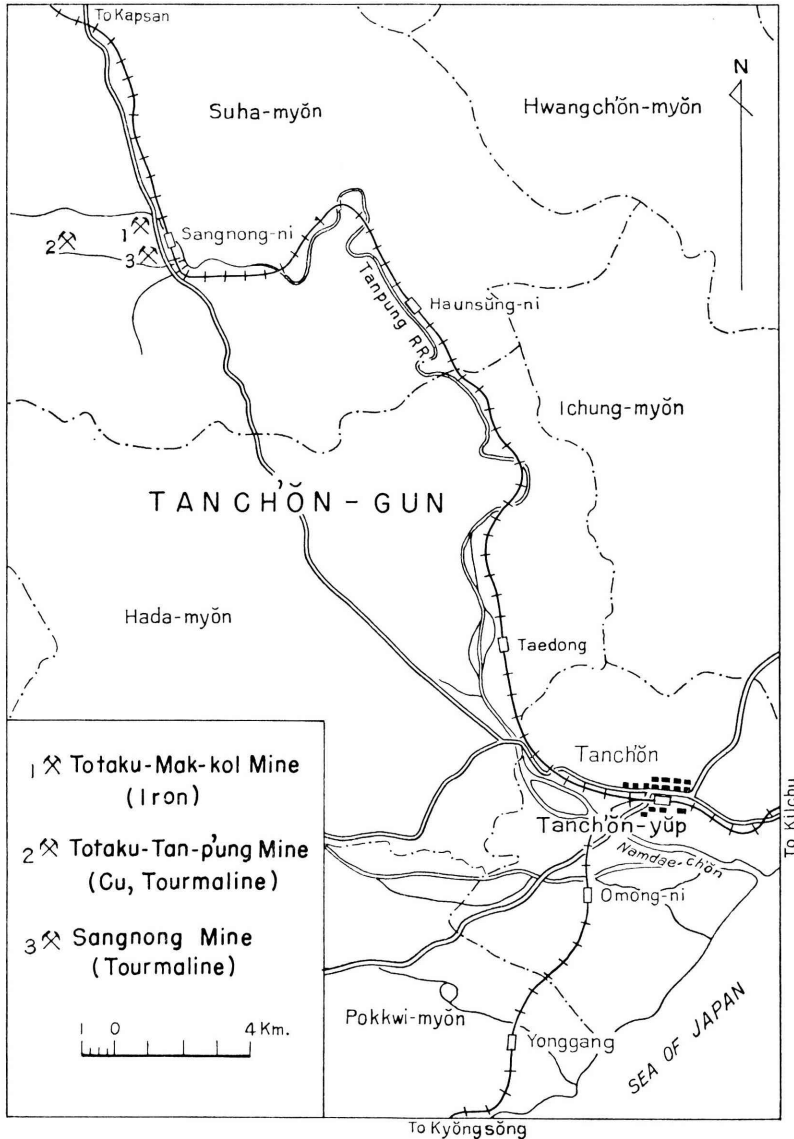 To Kapsan
N
Suha-myŏn
Hwangch'ŏn-myŏn
1
2
3
Sangnong-ni
Haunsŭng-ni
Tanpung RR
Ichung-myŏn
TANCH'ŎN-GUN
Hada-myŏn
Taedong
Tanch'ŏn
Tanch'ŏn-yŭp
To Kilchu
Namdae-ch'ŏn
Omong-ni
Pokkwi-myŏn
Yonggang
SEA OF JAPAN
To Kyŏngsŏng
1 Totaku-Mak-kol Mine
(Iron)
2 Totaku-Tan-p'ung Mine
(Cu, Tourmaline)
3 Sangnong Mine
(Tourmaline)
1 0 4 Km.